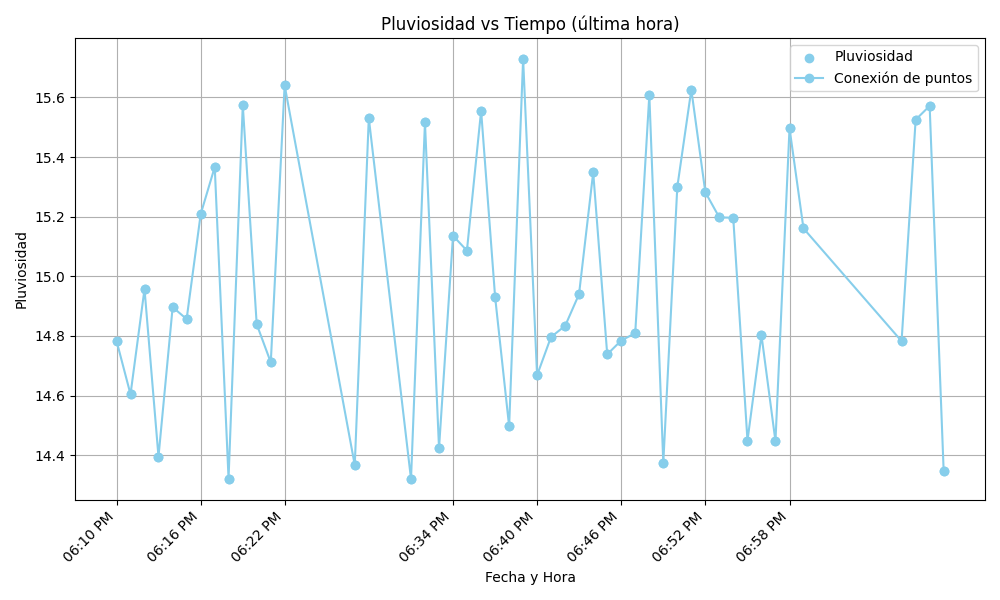 Pluviosidad vs Tiempo (última hora)
Pluviosidad
Conexión de puntos
Pluviosidad
15.6
15.4
15.2
15.0
14.8
14.6
14.4
06:10 PM
06:16 PM
06:22 PM
06:34 PM
06:40 PM
06:46 PM
06:52 PM
06:58 PM
Fecha y Hora